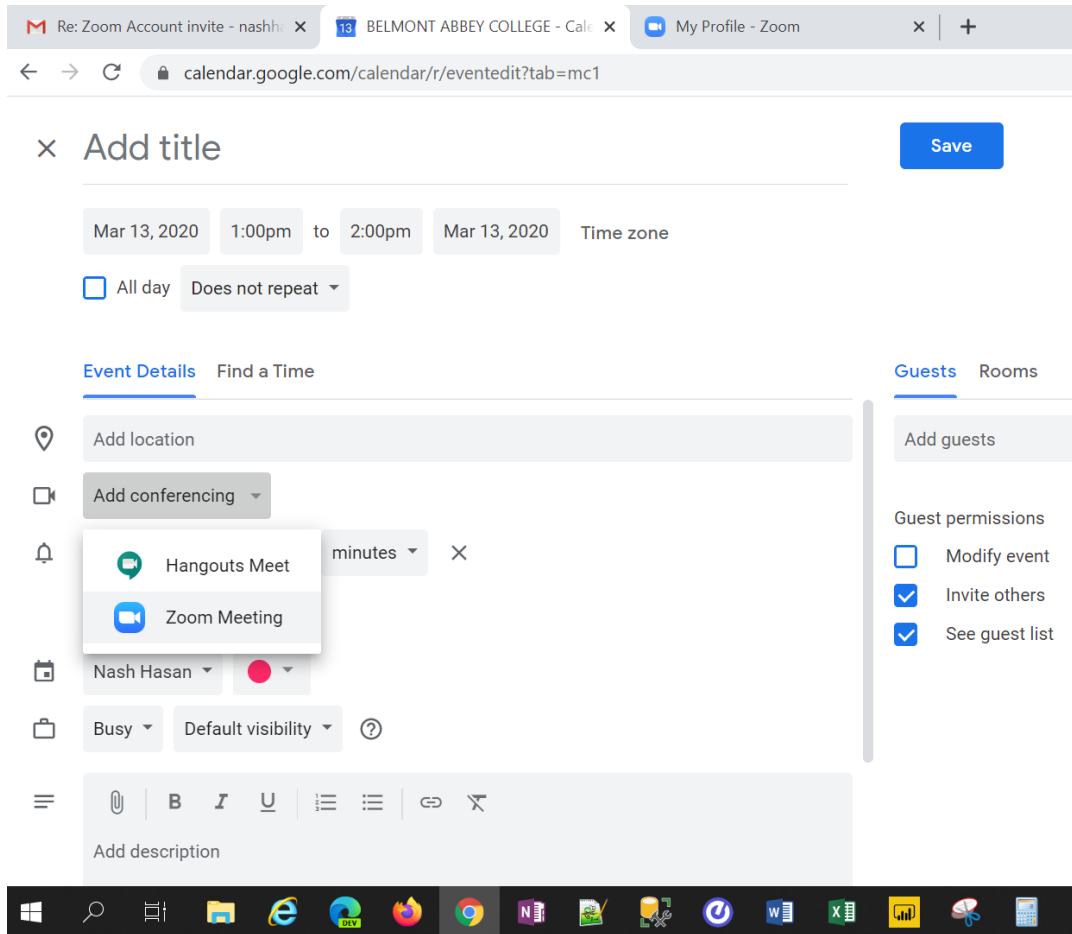 Re: Zoom Account invite - nashha
BELMONT ABBEY COLLEGE - Cale
My Profile - Zoom
calendar.google.com/calendar/r/eventedit?tab=mc1
Add title
Save
Mar 13, 2020 1:00pm to 2:00pm Mar 13, 2020 Time zone
All day Does not repeat
Event Details Find a Time
Guests Rooms
Add location
Add guests
Add conferencing
Guest permissions
Hangouts Meet
minutes
Modify event
Zoom Meeting
Invite others
See guest list
Nash Hasan
Busy Default visibility
B I U
Add description
DEV